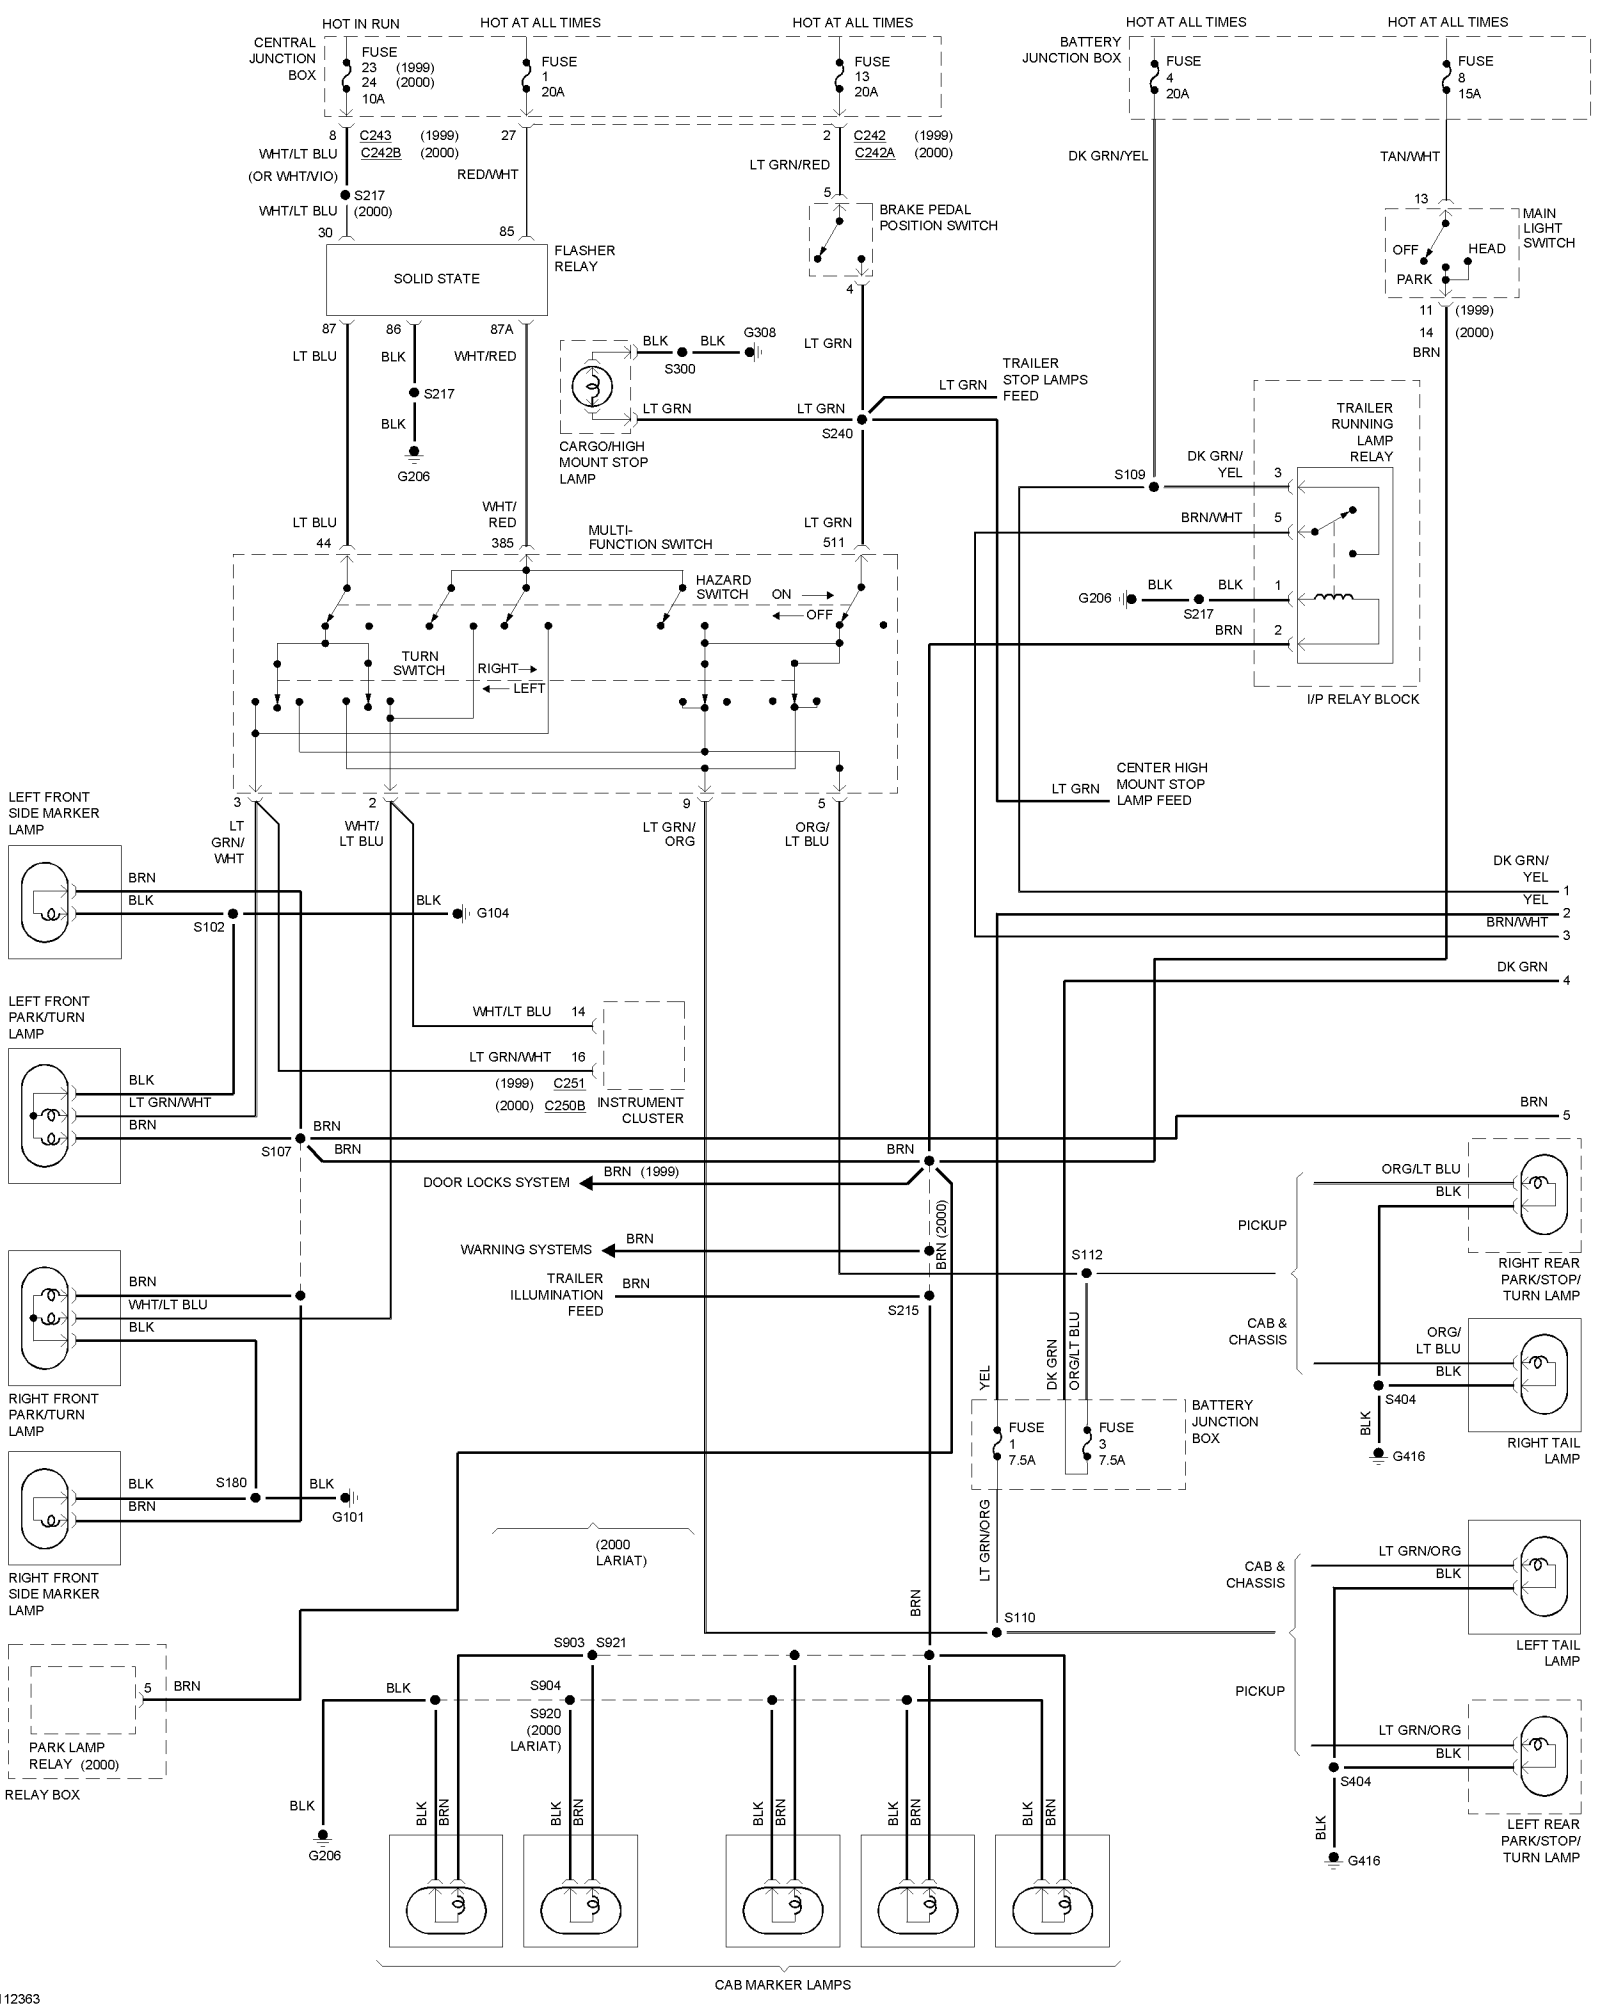 HOT IN RUN
HOT AT ALL TIMES
HOT AT ALL TIMES
HOT AT ALL TIMES
HOT AT ALL TIMES
CENTRAL
JUNCTION
BOX
FUSE
23 (1999)
24 (2000)
10A
FUSE
1
20A
FUSE
13
20A
BATTERY
JUNCTION BOX
FUSE
4
20A
FUSE
8
15A
8 C243 (1999)
C242B (2000)
27
2 C242 (1999)
C242A (2000)
WHT/LT BLU
(OR WHT/VIO)
S217
(2000)
WHT/LT BLU
RED/WHT
LT GRN/RED
DK GRN/YEL
TAN/WHT
30
85
5
BRAKE PEDAL
POSITION SWITCH
4
13
MAIN
LIGHT
SWITCH
OFF
HEAD
PARK
11 (1999)
14 (2000)
BRN
FLASHER
RELAY
SOLID STATE
87
86
87A
LT BLU
BLK
WHT/RED
S217
BLK
G206
BLK
BLK
G308
S300
LT GRN
LT GRN
LT GRN
S240
CARGO/HIGH
MOUNT STOP
LAMP
LT GRN
TRAILER
STOP LAMPS
FEED
TRAILER
RUNNING
LAMP
RELAY
S109
DK GRN/
YEL
3
BRN/WHT
5
G206
BLK
S217
BLK
1
BRN
2
I/P RELAY BLOCK
LT BLU
44
WHT/
RED
385
MULTI-
FUNCTION SWITCH
LT GRN
511
HAZARD
SWITCH
ON
OFF
TURN
SWITCH
RIGHT
LEFT
LT GRN
CENTER HIGH
MOUNT STOP
LAMP FEED
3
2
9
5
LT
GRN/
WHT
WHT/
LT BLU
LT GRN/
ORG
ORG/
LT BLU
LEFT FRONT
SIDE MARKER
LAMP
BRN
BLK
S102
BLK
G104
DK GRN/
YEL
1
YEL
2
BRN/WHT
3
DK GRN
4
LEFT FRONT
PARK/TURN
LAMP
BLK
LT GRN/WHT
BRN
WHT/LT BLU 14
LT GRN/WHT 16
(1999) C251
(2000) C250B
INSTRUMENT
CLUSTER
S107
BRN
BRN
BRN
BRN
5
DOOR LOCKS SYSTEM
BRN (1999)
WARNING SYSTEMS
BRN
BRN (2000)
TRAILER
ILLUMINATION
FEED
BRN
S215
S112
PICKUP
CAB &
CHASSIS
ORG/LT BLU
BLK
RIGHT REAR
PARK/STOP/
TURN LAMP
ORG/
LT BLU
BLK
S404
BLK
G416
RIGHT TAIL
LAMP
RIGHT FRONT
PARK/TURN
LAMP
BRN
WHT/LT BLU
BLK
YEL
DK GRN
ORG/LT BLU
FUSE
1
7.5A
FUSE
3
7.5A
BATTERY
JUNCTION
BOX
BLK
BRN
S180
BLK
G101
RIGHT FRONT
SIDE MARKER
LAMP
(2000
LARIAT)
LT GRN/ORG
BRN
S110
CAB &
CHASSIS
PICKUP
LT GRN/ORG
BLK
LEFT TAIL
LAMP
LT GRN/ORG
BLK
S404
BLK
G416
LEFT REAR
PARK/STOP/
TURN LAMP
5 BRN
PARK LAMP
RELAY (2000)
RELAY BOX
S903 S921
BLK
S904
S920
(2000
LARIAT)
BLK
G206
BLK
BRN
BLK
BRN
BLK
BRN
BLK
BRN
BLK
BRN
CAB MARKER LAMPS
112363